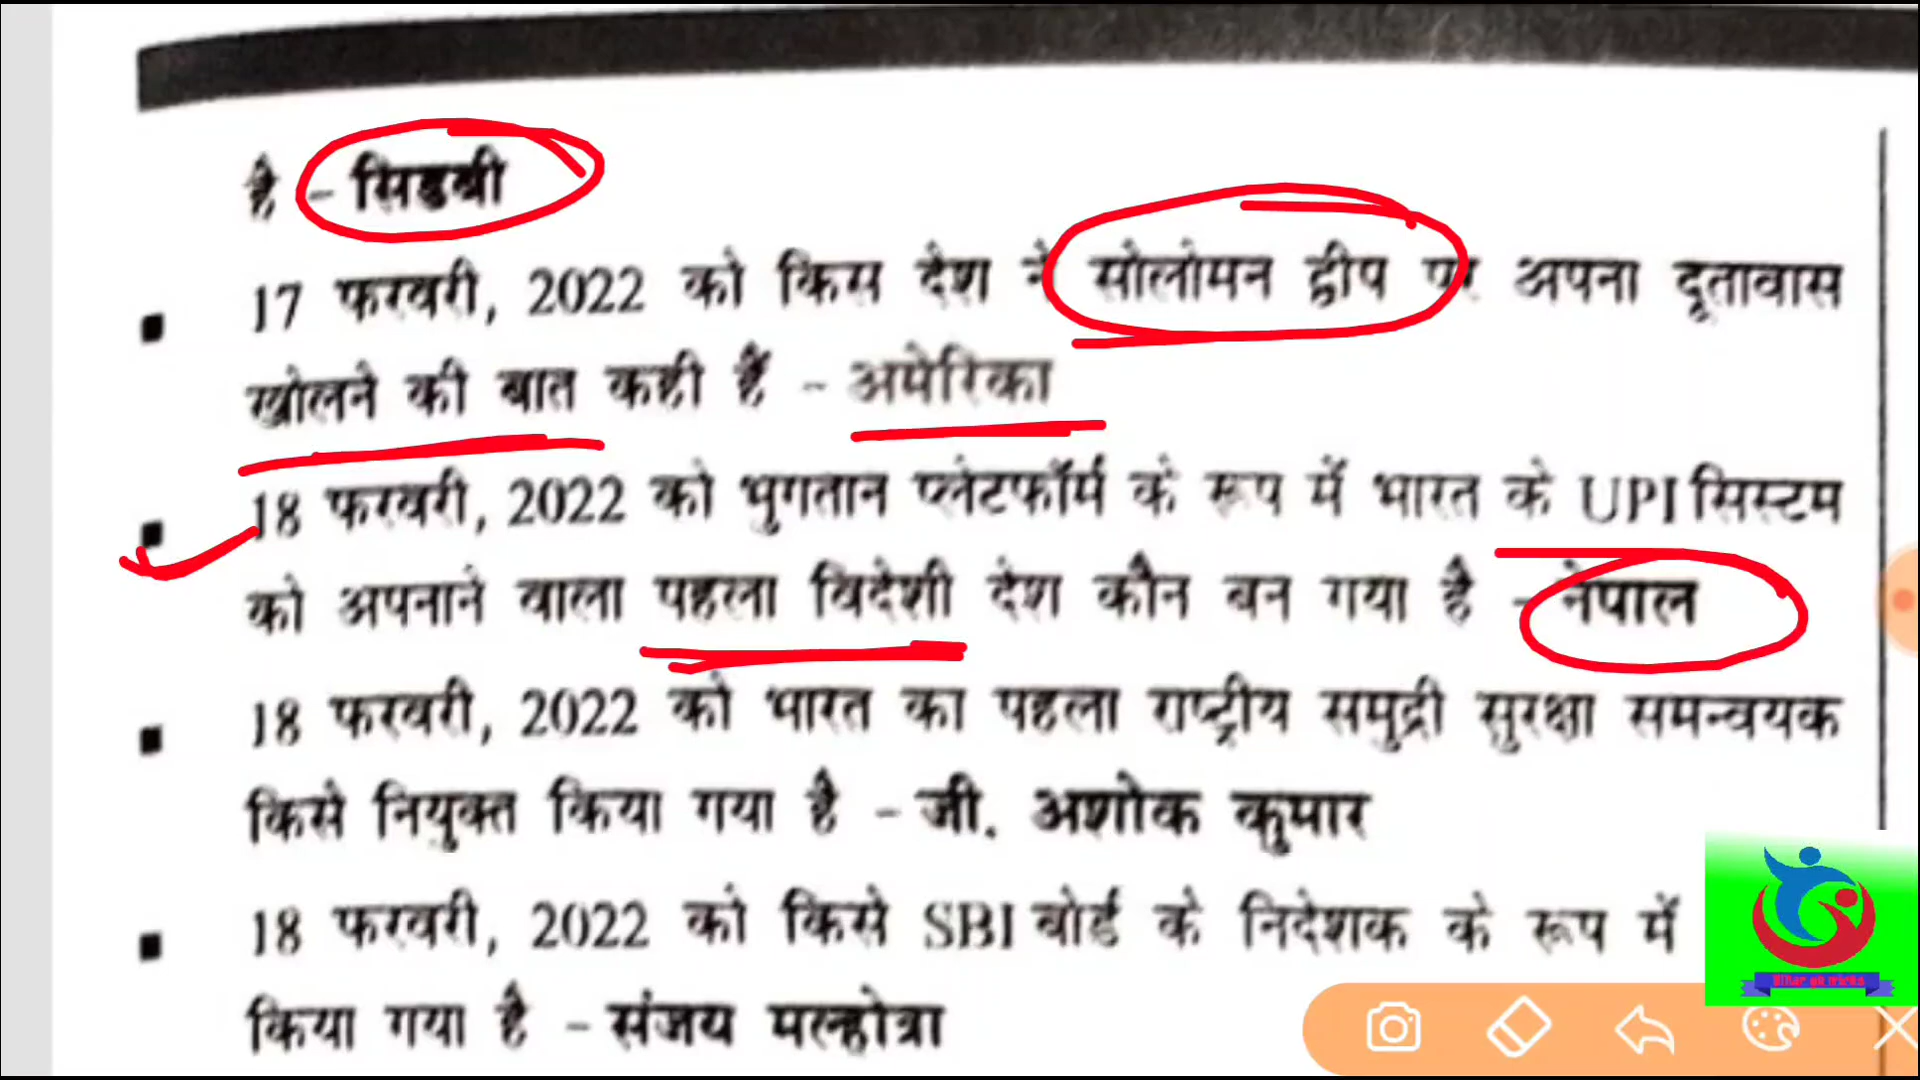 है - सिडबी
17 फरवरी, 2022 को किस देश ने सोलोमन द्वीप पर अपना दूतावास
खोलने की बात कही हैं - अमेरिका
18 फरवरी, 2022 को भुगतान प्लेटफॉर्म के रूप में भारत के UPI सिस्टम
को अपनाने वाला पहला विदेशी देश कौन बन गया है - नेपाल
18 फरवरी, 2022 को भारत का पहला राष्ट्रीय समुद्री सुरक्षा समन्वयक
किसे नियुक्त किया गया है - जी. अशोक कुमार
18 फरवरी, 2022 को किसे SBI बोर्ड के निदेशक के रूप में
किया गया है - संजय मल्होत्रा